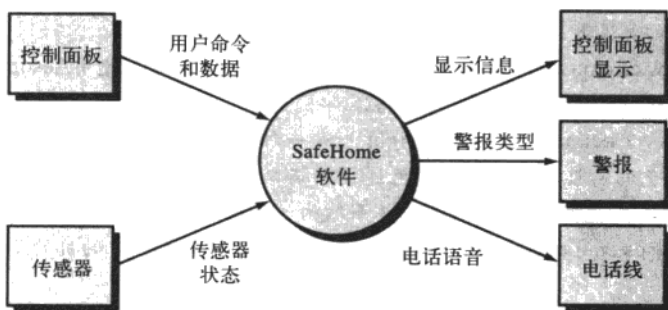 控制面板
用户命令
和数据
显示信息
控制面板
显示
SafeHome
软件
警报类型
警报
传感器
传感器
状态
电话语音
电话线